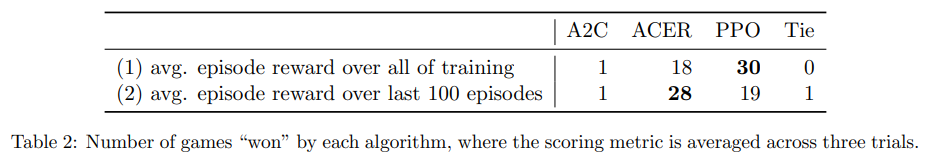 A2C ACER PPO Tie
(1) avg. episode reward over all of training 1 18 30 0
(2) avg. episode reward over last 100 episodes 1 28 19 1
Table 2: Number of games “won” by each algorithm, where the scoring metric is averaged across three trials.